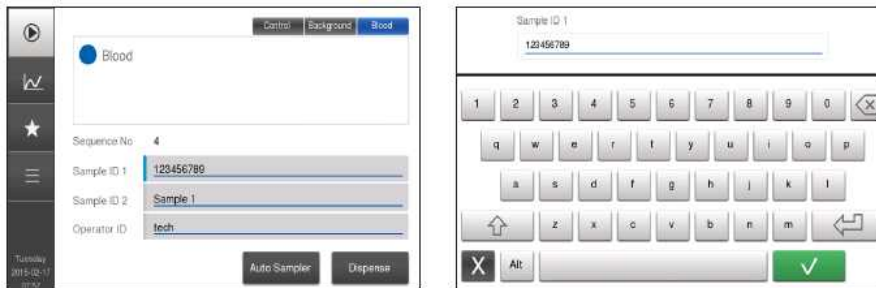 Control Background Blood
Blood
Sequence No 4
Sample ID 1 123456789
Sample ID 2 Sample 1
Operator ID tech
Auto Sampler Dispense
Tuesday
2015-02-17
07:57
Sample ID 1
123456789
1 2 3 4 5 6 7 8 9 0 X
q w e r t y u i o p
a s d f g h j k l
z x c v b n m
X Alt